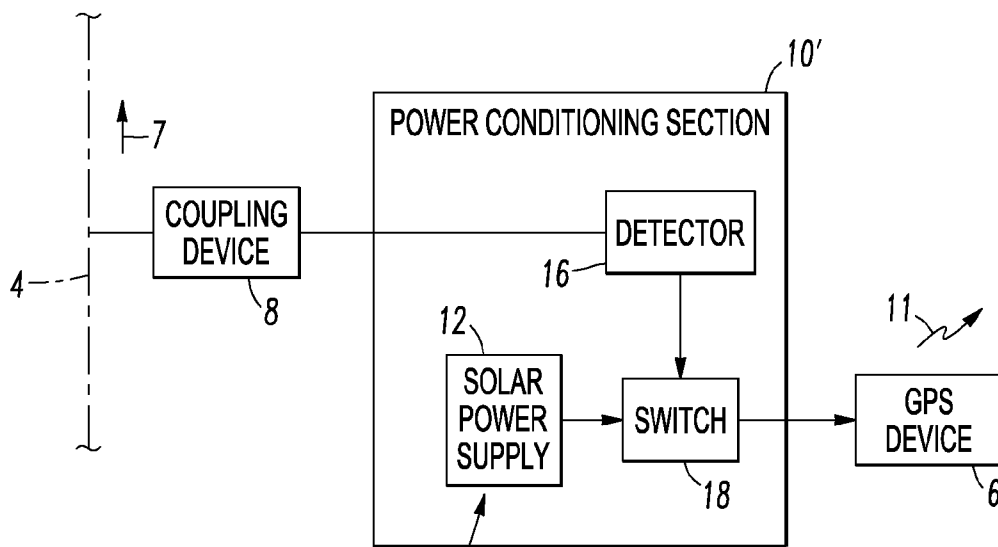 10'
POWER CONDITIONING SECTION
7
COUPLING
DEVICE
DETECTOR
4
8
16
12
11
SOLAR
POWER
SUPPLY
SWITCH
GPS
DEVICE
18
6